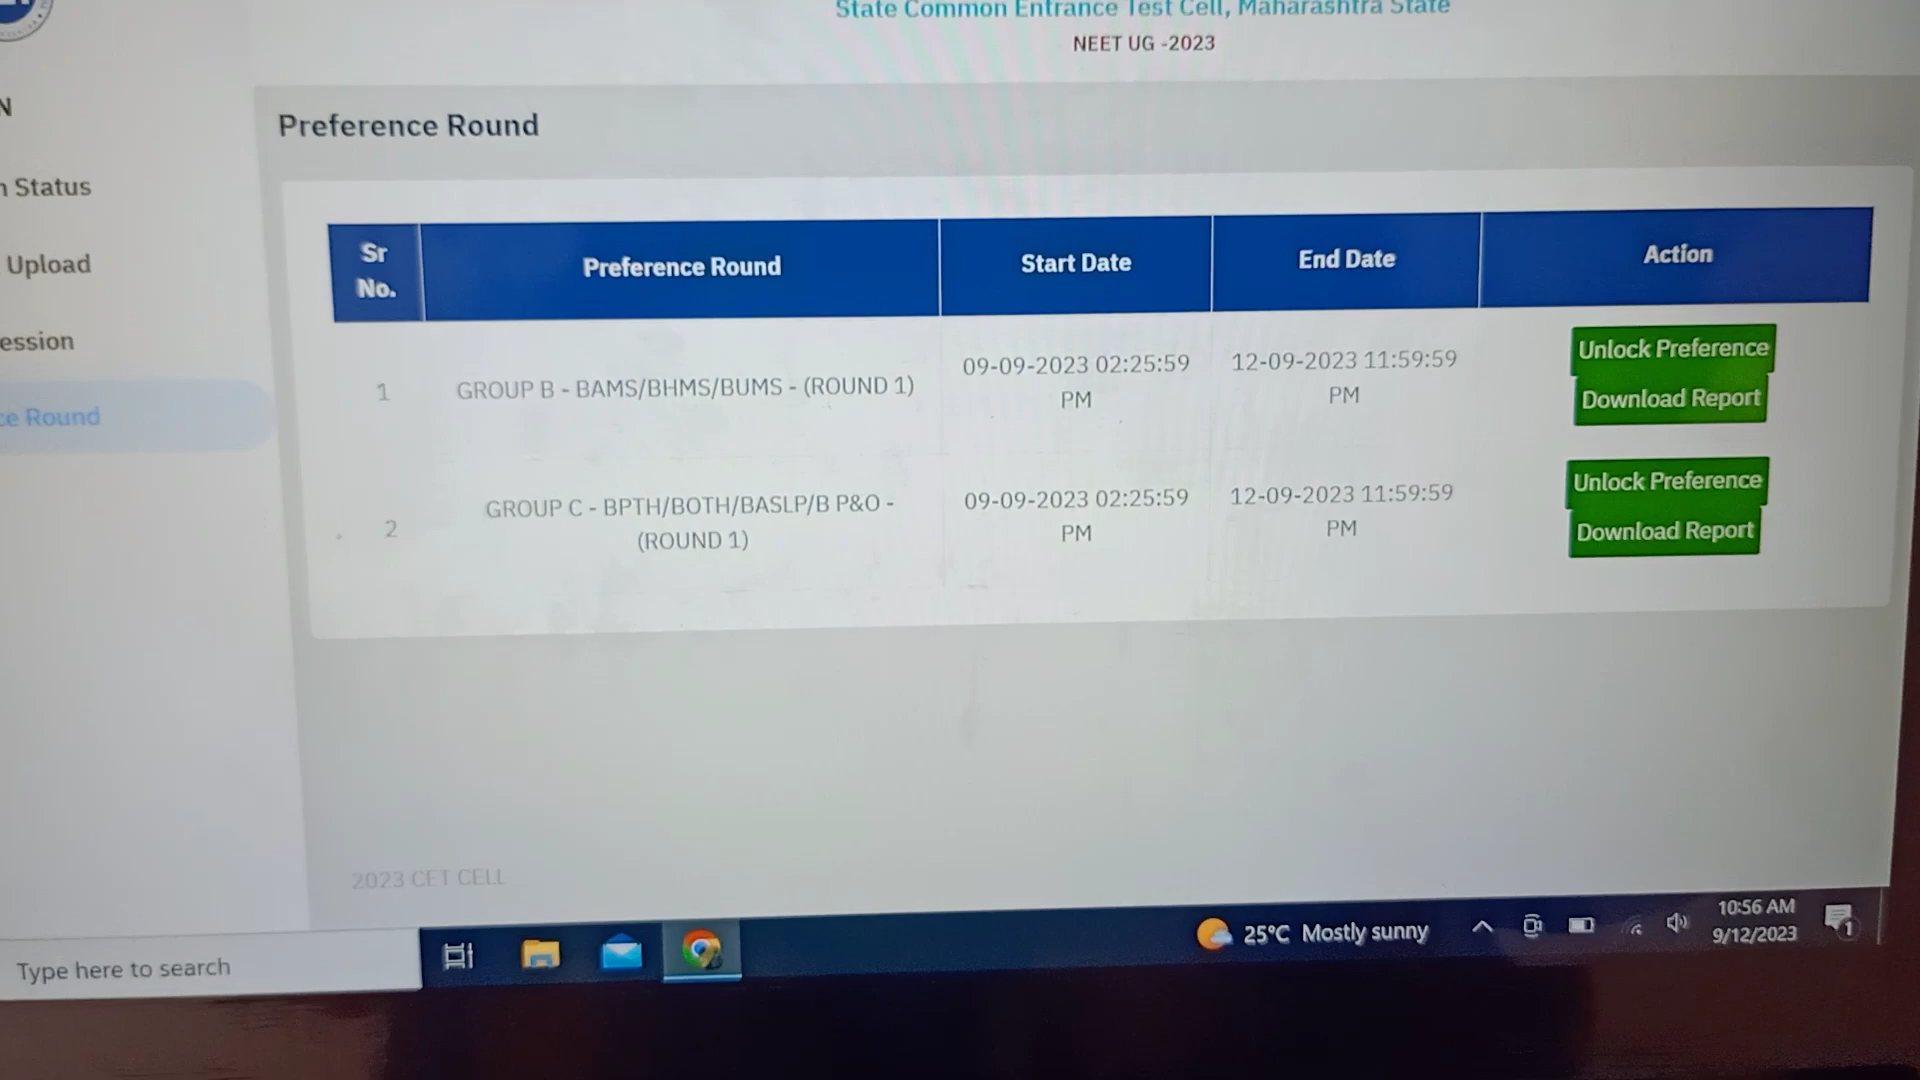 State Common Entrance Test Cell, Maharashtra State
NEET UG -2023
N
n Status
Upload
ession
ce Round
Preference Round
Sr No.
Preference Round
Start Date
End Date
Action
1
GROUP B - BAMS/BHMS/BUMS - (ROUND 1)
09-09-2023 02:25:59
PM
12-09-2023 11:59:59
PM
Unlock Preference
Download Report
2
GROUP C - BPTH/BOTH/BASLP/B P&O -
(ROUND 1)
09-09-2023 02:25:59
PM
12-09-2023 11:59:59
PM
Unlock Preference
Download Report
2023 CET CELL
Type here to search
25°C Mostly sunny
10:56 AM
9/12/2023
1